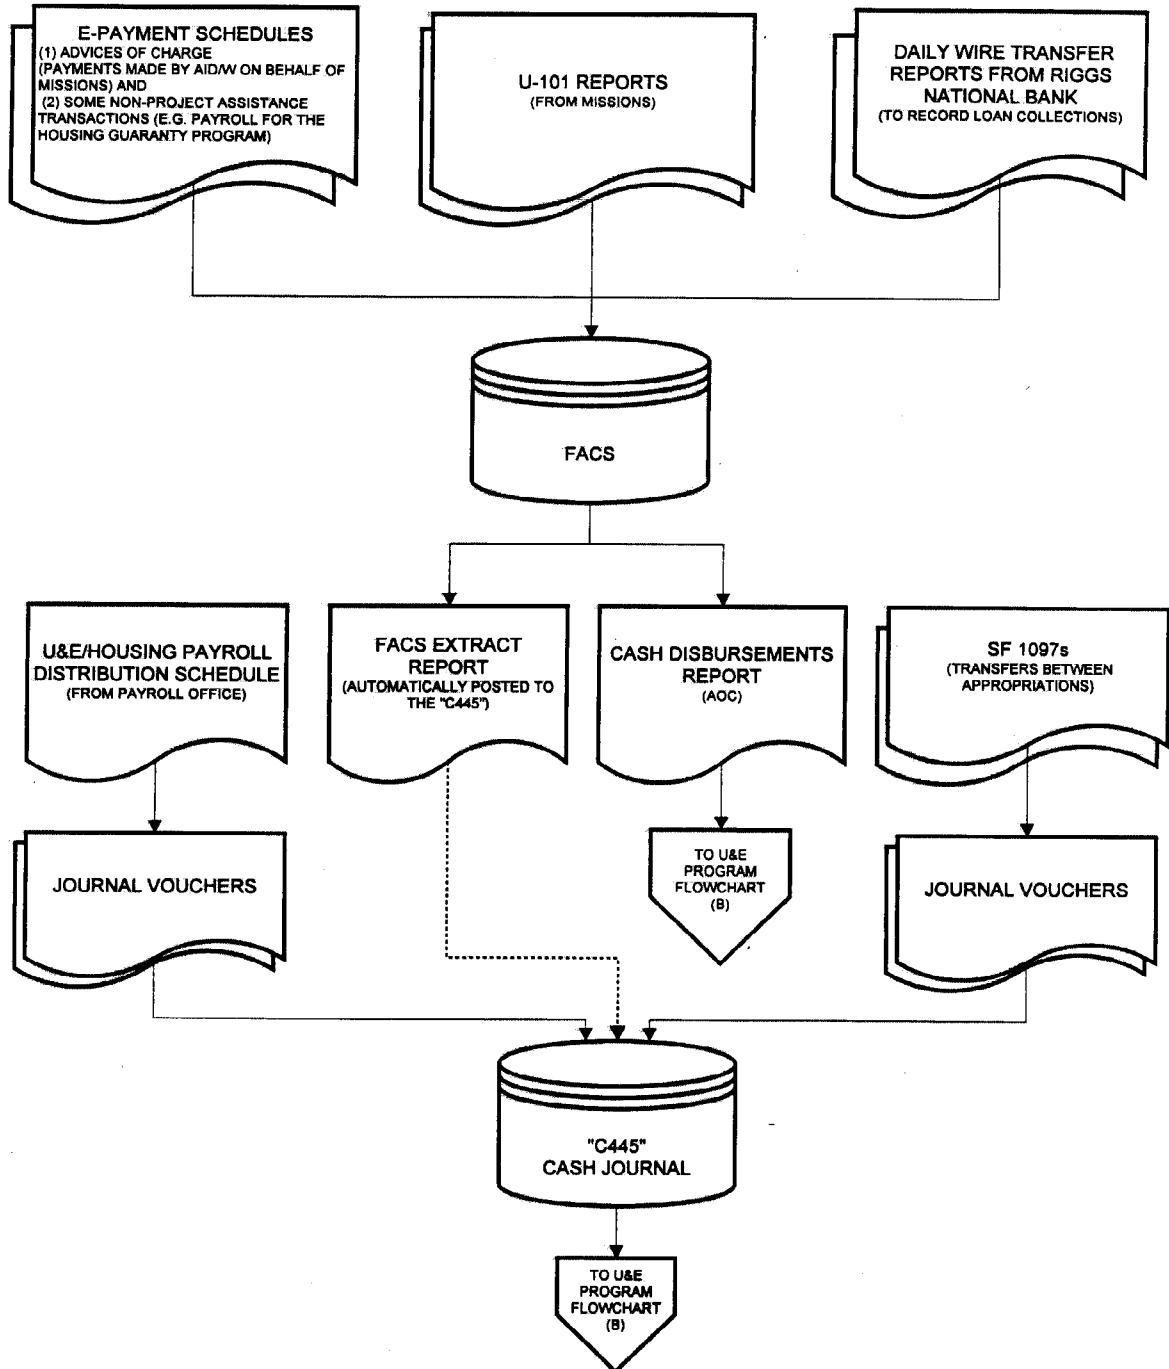 E-PAYMENT SCHEDULES
(1) ADVICES OF CHARGE
(PAYMENTS MADE BY AID/W ON BEHALF OF
MISSIONS) AND
(2) SOME NON-PROJECT ASSISTANCE
TRANSACTIONS (E.G. PAYROLL FOR THE
HOUSING GUARANTY PROGRAM)
U-101 REPORTS
(FROM MISSIONS)
DAILY WIRE TRANSFER
REPORTS FROM RIGGS
NATIONAL BANK
(TO RECORD LOAN COLLECTIONS)
FACS
U&E/HOUSING PAYROLL
DISTRIBUTION SCHEDULE
(FROM PAYROLL OFFICE)
FACS EXTRACT
REPORT
(AUTOMATICALLY POSTED TO
THE "C445")
CASH DISBURSEMENTS
REPORT
(AOC)
SF 1097s
(TRANSFERS BETWEEN
APPROPRIATIONS)
JOURNAL VOUCHERS
TO U&E
PROGRAM
FLOWCHART
(B)
JOURNAL VOUCHERS
"C445"
CASH JOURNAL
TO U&E
PROGRAM
FLOWCHART
(B)